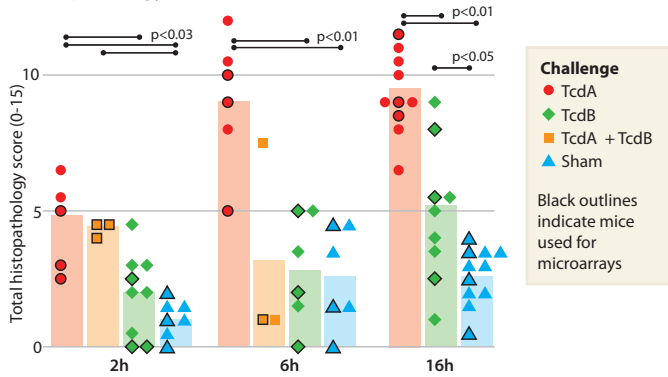 p<0.03
p<0.01
p<0.01
p<0.05
Total histopathology score (0-15)
10
5
0
2h
6h
16h
Challenge
TcdA
TcdB
TcdA + TcdB
Sham
Black outlines
indicate mice
used for
microarrays